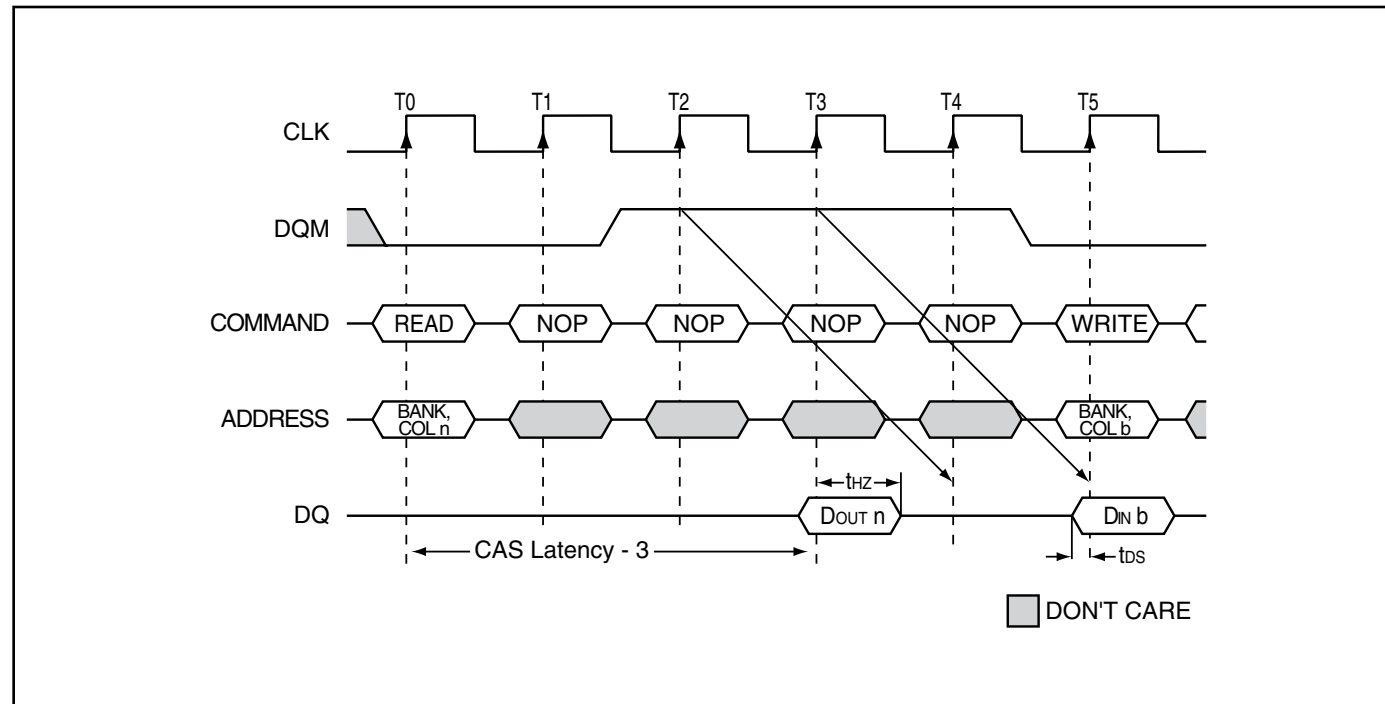 T0 T1 T2 T3 T4 T5
CLK
DQM
COMMAND READ NOP NOP NOP NOP WRITE
ADDRESS BANK, COL n BANK, COL b
tHZ
DQ DOUT n DIN b
CAS Latency - 3 tDS
DON'T CARE